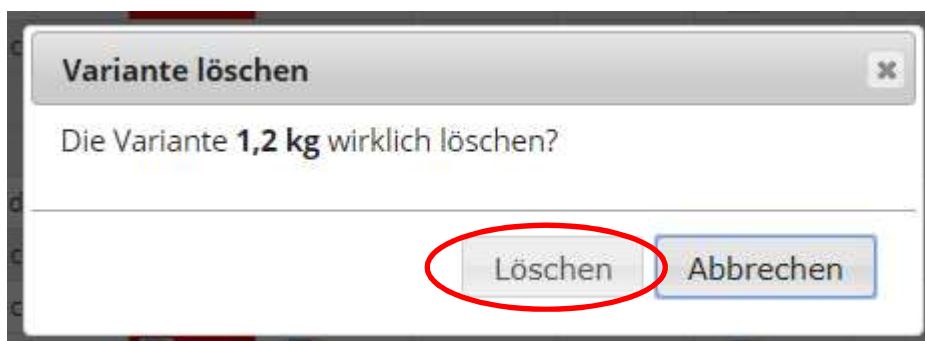 Variante löschen
Die Variante 1,2 kg wirklich löschen?
Löschen Abbrechen